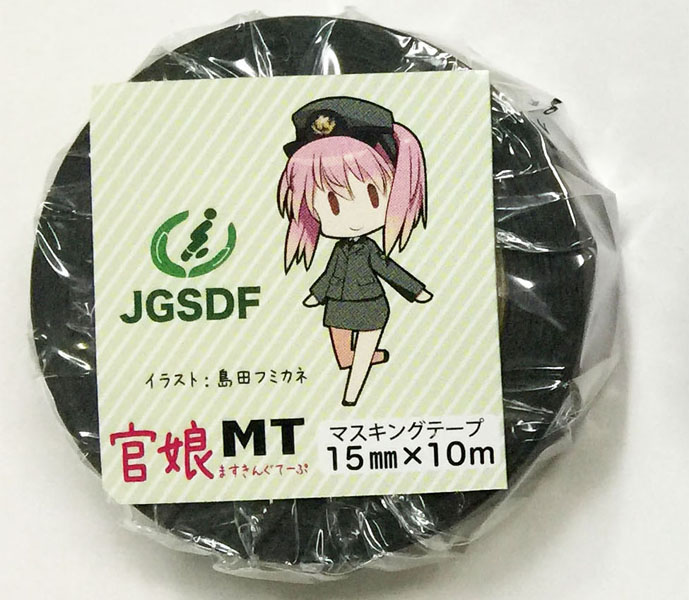 JGSDF
イラスト：島田フミカネ
官娘MT
ますきんぐてーぷ
マスキングテープ
15㎜×10m